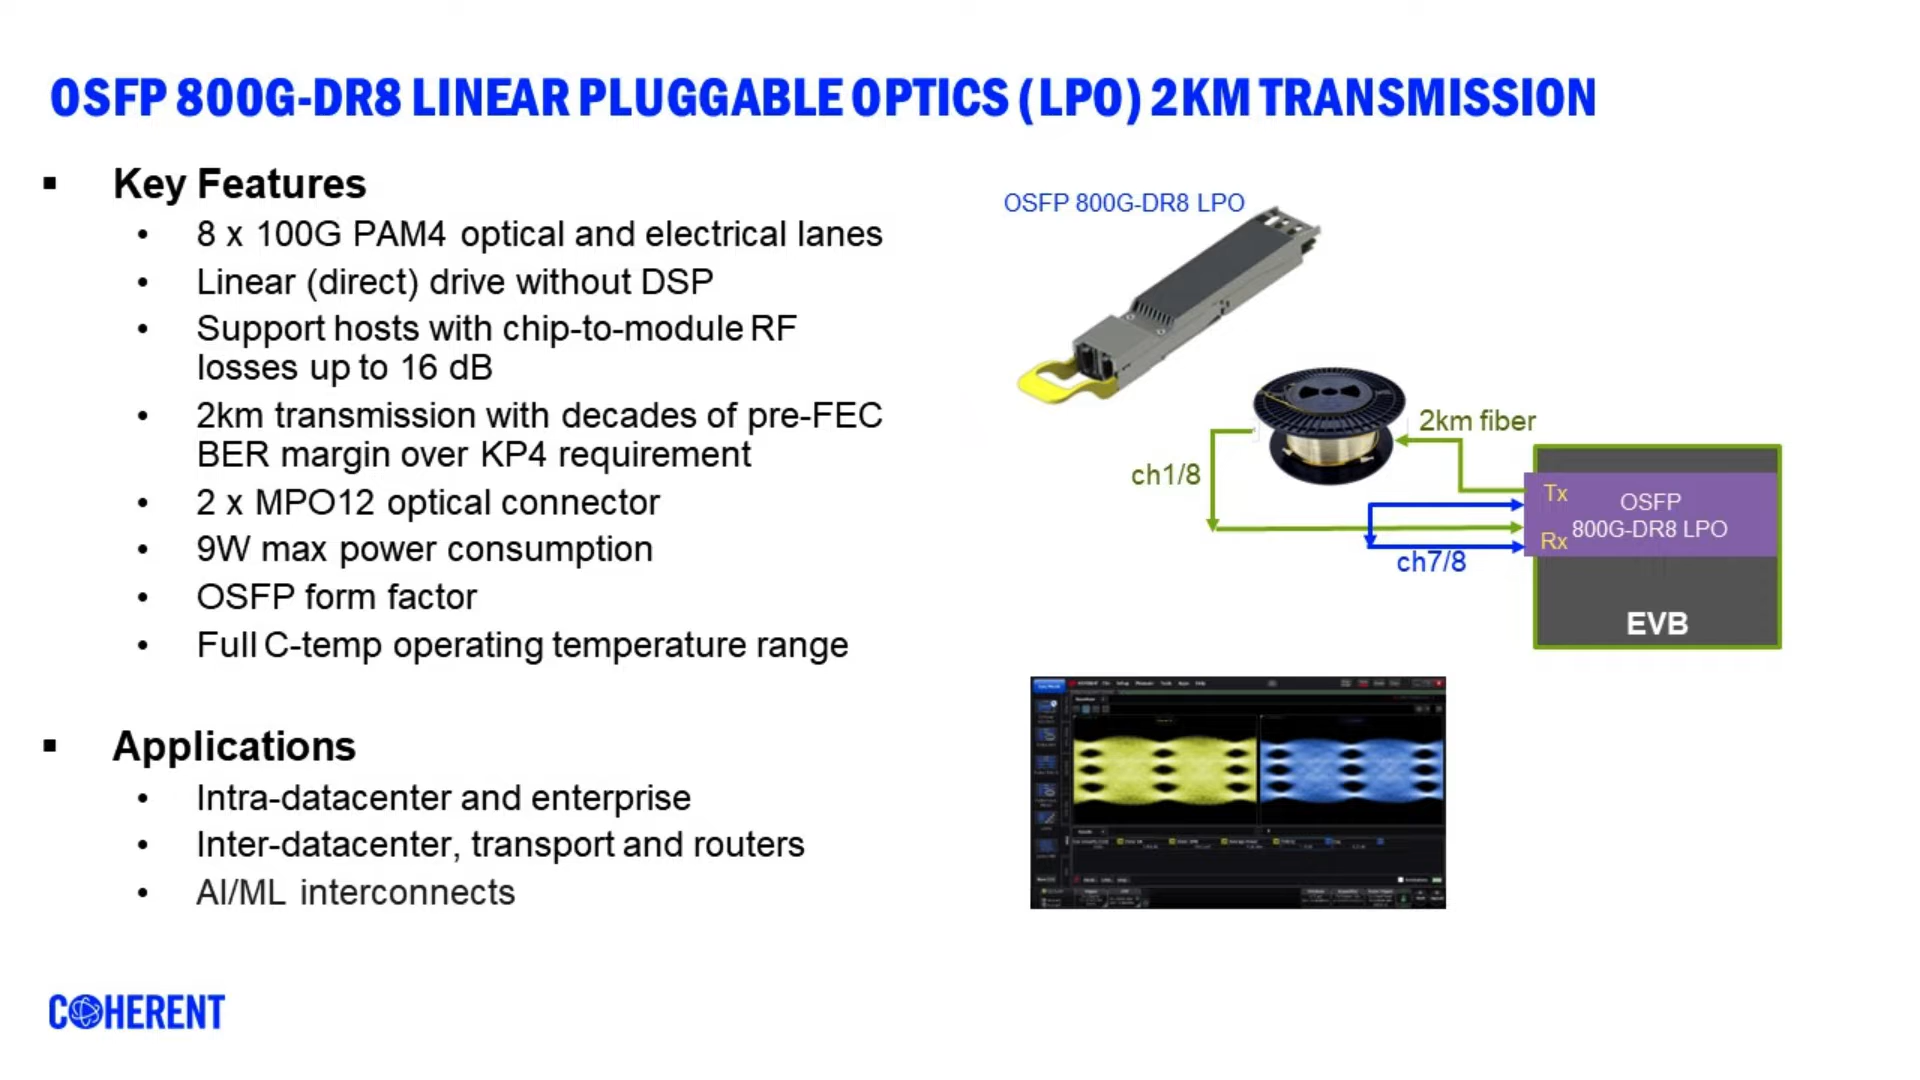 OSFP 800G-DR8 LINEAR PLUGGABLE OPTICS (LPO) 2KM TRANSMISSION
Key Features
8 x 100G PAM4 optical and electrical lanes
Linear (direct) drive without DSP
Support hosts with chip-to-module RF
losses up to 16 dB
2km transmission with decades of pre-FEC
BER margin over KP4 requirement
2 x MPO12 optical connector
9W max power consumption
OSFP form factor
Full C-temp operating temperature range
Applications
Intra-datacenter and enterprise
Inter-datacenter, transport and routers
AI/ML interconnects
OSFP 800G-DR8 LPO
2km fiber
ch1/8
Tx
OSFP
800G-DR8 LPO
Rx
ch7/8
EVB
COHERENT